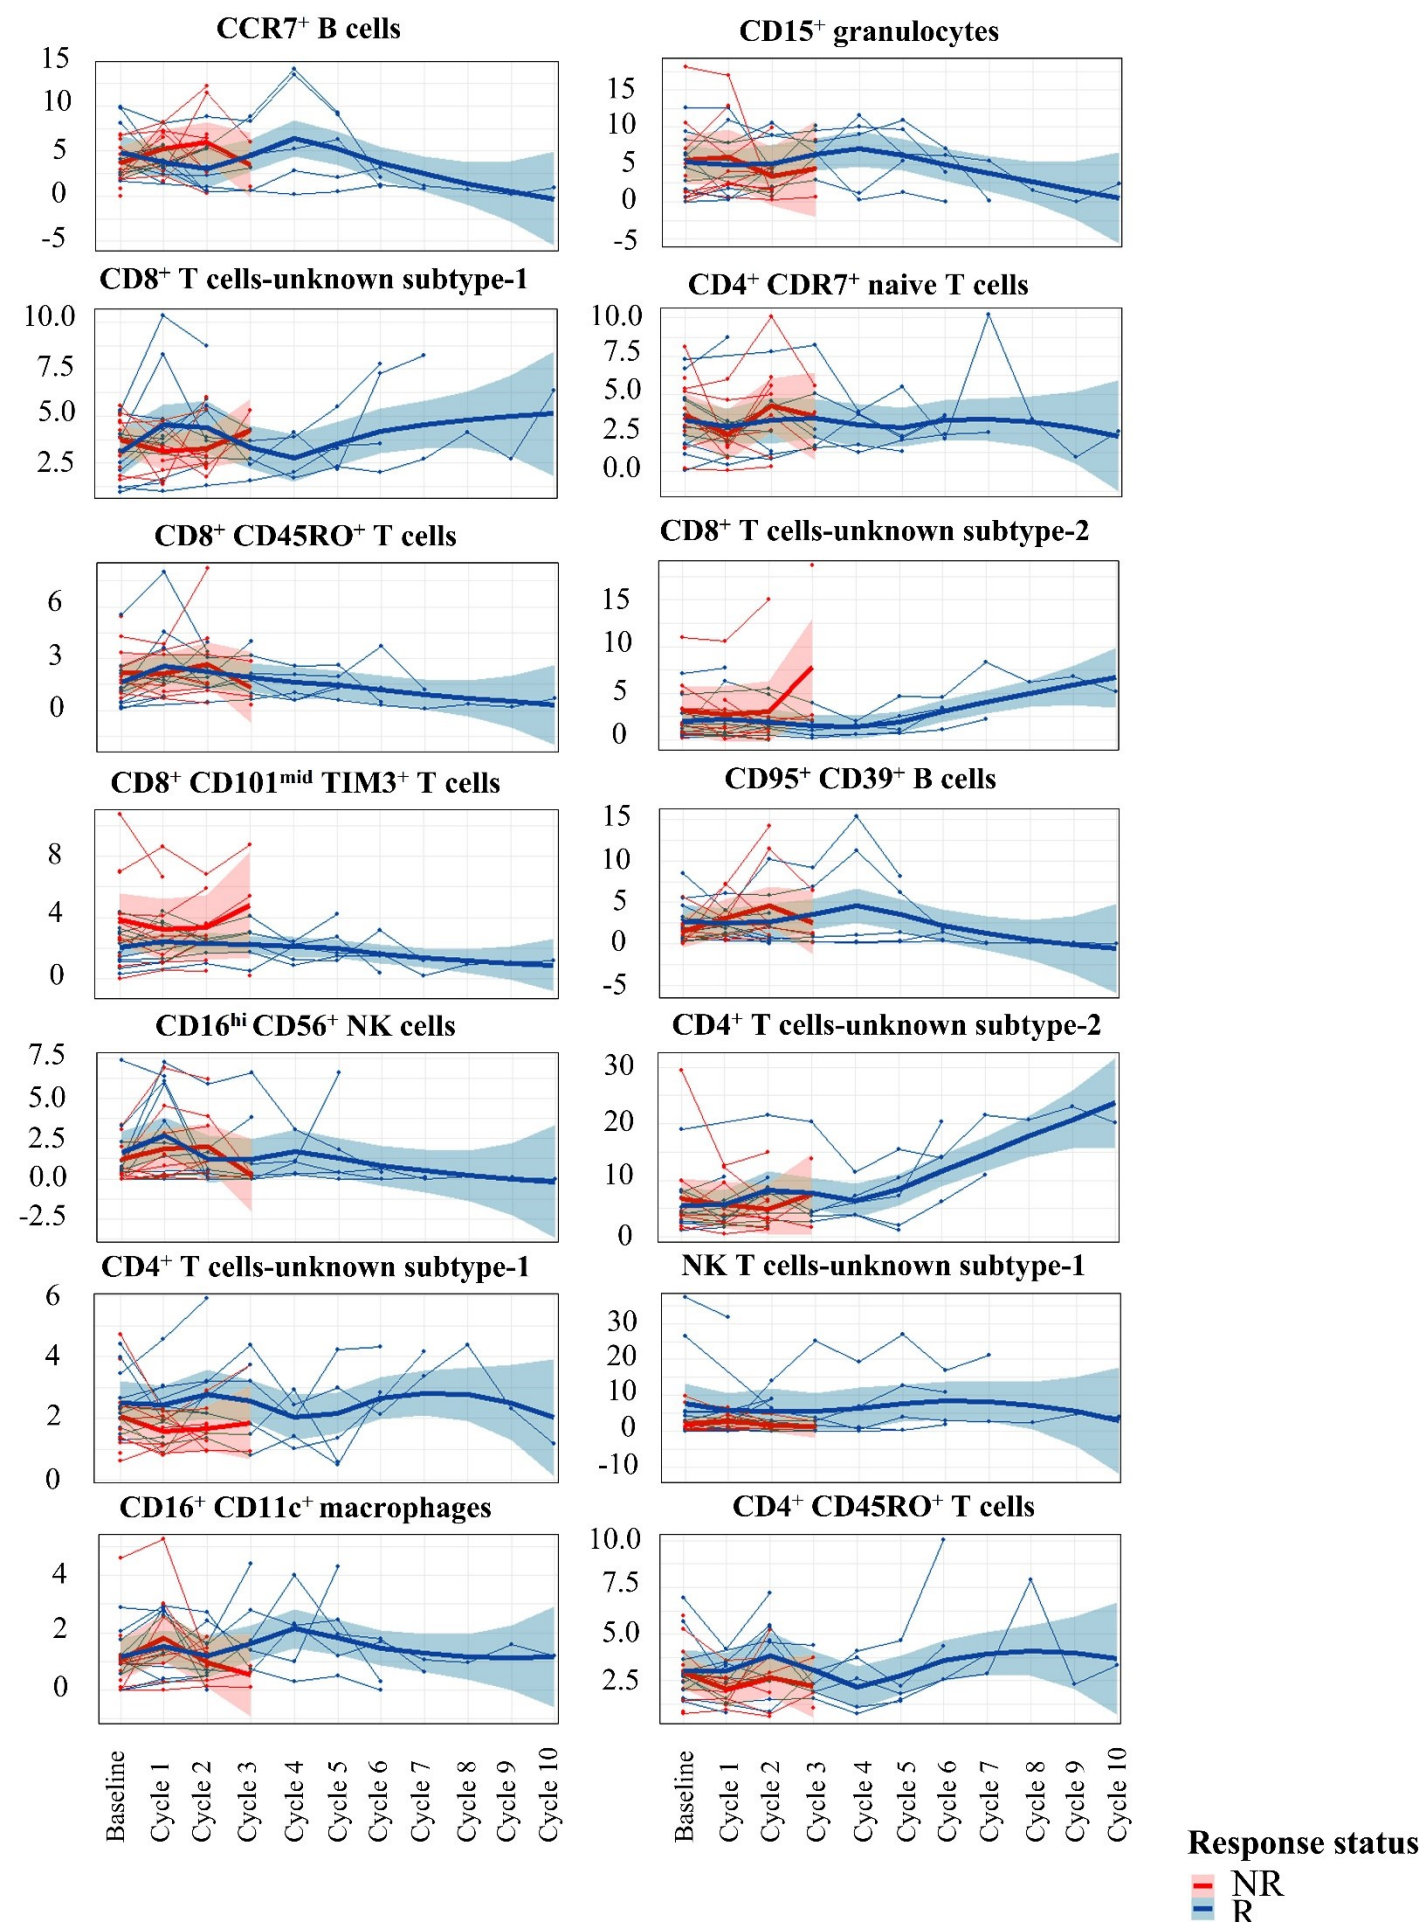 CCR7⁺ B cells
15
10
5
0
-5
CD15⁺ granulocytes
15
10
5
0
-5
CD8⁺ T cells-unknown subtype-1
10.0
7.5
5.0
2.5
CD4⁺ CDR7⁺ naive T cells
10.0
7.5
5.0
2.5
0.0
CD8⁺ CD45RO⁺ T cells
6
3
0
CD8⁺ T cells-unknown subtype-2
15
10
5
0
CD8⁺ CD101ᵐⁱᵈ TIM3⁺ T cells
8
4
0
CD95⁺ CD39⁺ B cells
15
10
5
0
-5
CD16ʰⁱ CD56⁺ NK cells
7.5
5.0
2.5
0.0
-2.5
CD4⁺ T cells-unknown subtype-2
30
20
10
0
CD4⁺ T cells-unknown subtype-1
6
4
2
0
NK T cells-unknown subtype-1
30
20
10
0
-10
CD16⁺ CD11c⁺ macrophages
4
2
0
CD4⁺ CD45RO⁺ T cells
10.0
7.5
5.0
2.5
Baseline
Cycle 1
Cycle 2
Cycle 3
Cycle 4
Cycle 5
Cycle 6
Cycle 7
Cycle 8
Cycle 9
Cycle 10
Baseline
Cycle 1
Cycle 2
Cycle 3
Cycle 4
Cycle 5
Cycle 6
Cycle 7
Cycle 8
Cycle 9
Cycle 10
Response status
NR
R